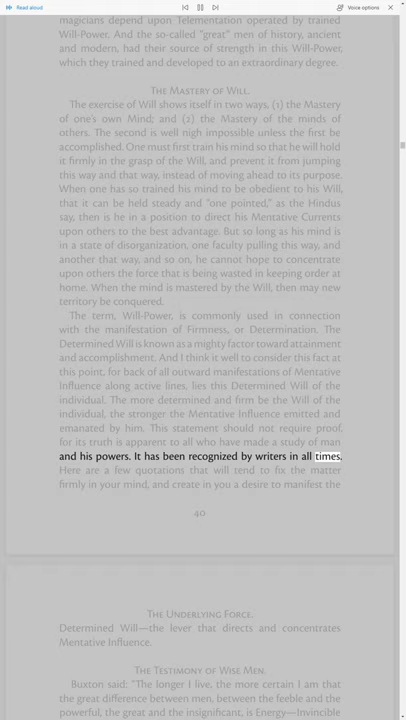 Read aloud
Voice options
magicians depend upon Telementation operated by trained
Will-Power. And the so-called "great" men of history, ancient
and modern, had their source of strength in this Will-Power,
which they trained and developed to an extraordinary degree.
The Mastery of Will.
The exercise of Will shows itself in two ways, (1) the Mastery
of one's own Mind; and (2) the Mastery of the minds of
others. The second is well nigh impossible unless the first be
accomplished. One must first train his mind so that he will hold
it firmly in the grasp of the Will, and prevent it from jumping
this way and that way, instead of moving ahead to its purpose.
When one has so trained his mind to be obedient to his Will,
that it can be held steady and "one pointed," as the Hindus
say, then is he in a position to direct his Mentative Currents
upon others to the best advantage. But so long as his mind is
in a state of disorganization, one faculty pulling this way, and
another that way, and so on, he cannot hope to concentrate
upon others the force that is being wasted in keeping order at
home. When the mind is mastered by the Will, then may new
territory be conquered.
The term, Will-Power, is commonly used in connection
with the manifestation of Firmness, or Determination. The
Determined Will is known as a mighty factor toward attainment
and accomplishment. And I think it well to consider this fact at
this point, for back of all outward manifestations of Mentative
Influence along active lines, lies this Determined Will of the
individual. The more determined and firm be the Will of the
individual, the stronger the Mentative Influence emitted and
emanated by him. This statement should not require proof,
for its truth is apparent to all who have made a study of man
and his powers. It has been recognized by writers in all times.
Here are a few quotations that will tend to fix the matter
firmly in your mind, and create in you a desire to manifest the
40
The Underlying Force.
Determined Will—the lever that directs and concentrates
Mentative Influence.
The Testimony of Wise Men.
Buxton said: "The longer I live, the more certain I am that
the great difference between men, between the feeble and the
powerful, the great and the insignificant, is Energy—Invincible